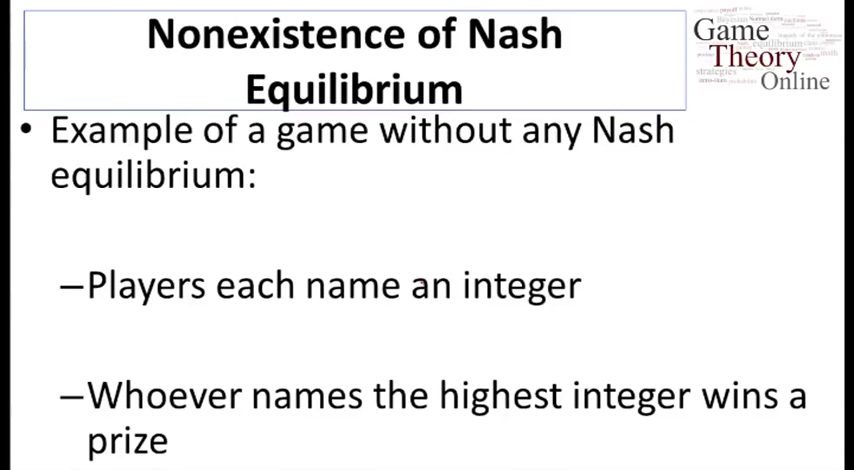 Nonexistence of Nash
Equilibrium
Game
Theory
Online
• Example of a game without any Nash
equilibrium:
–Players each name an integer
–Whoever names the highest integer wins a
prize